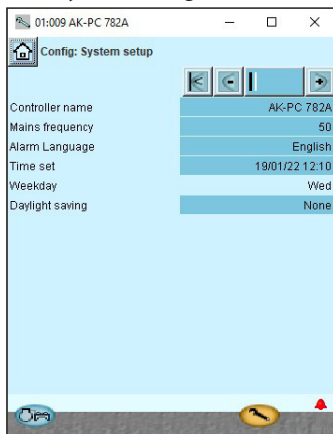 01:009 AK-PC 782A
Config: System setup
Controller name AK-PC 782A
Mains frequency 50
Alarm Language English
Time set 19/01/22 12:10
Weekday Wed
Daylight saving None